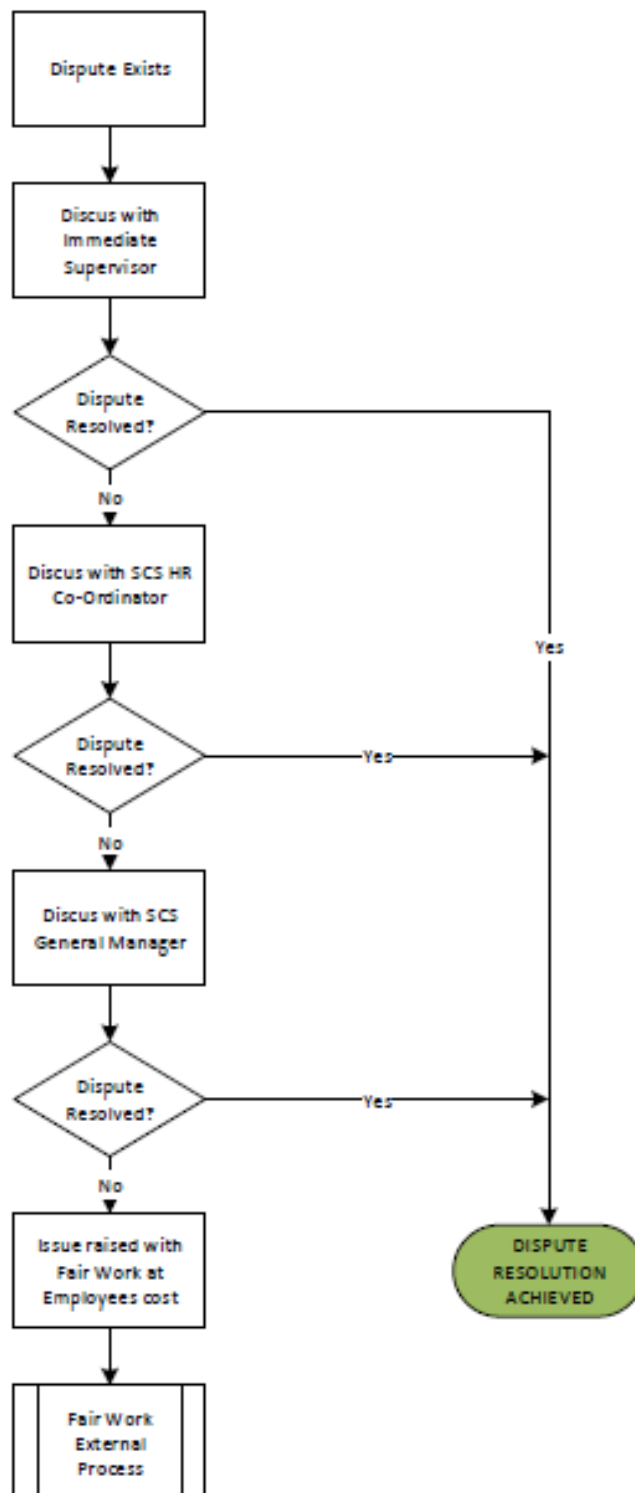 Dispute Exists
Discus with
Immediate
Supervisor
Dispute
Resolved?
No
Discus with SCS HR
Co-Ordinator
Yes
Dispute
Resolved?
Yes
No
Discus with SCS
General Manager
Dispute
Resolved?
Yes
No
Issue raised with
Fair Work at
Employees cost
DISPUTE
RESOLUTION
ACHIEVED
Fair Work
External
Process